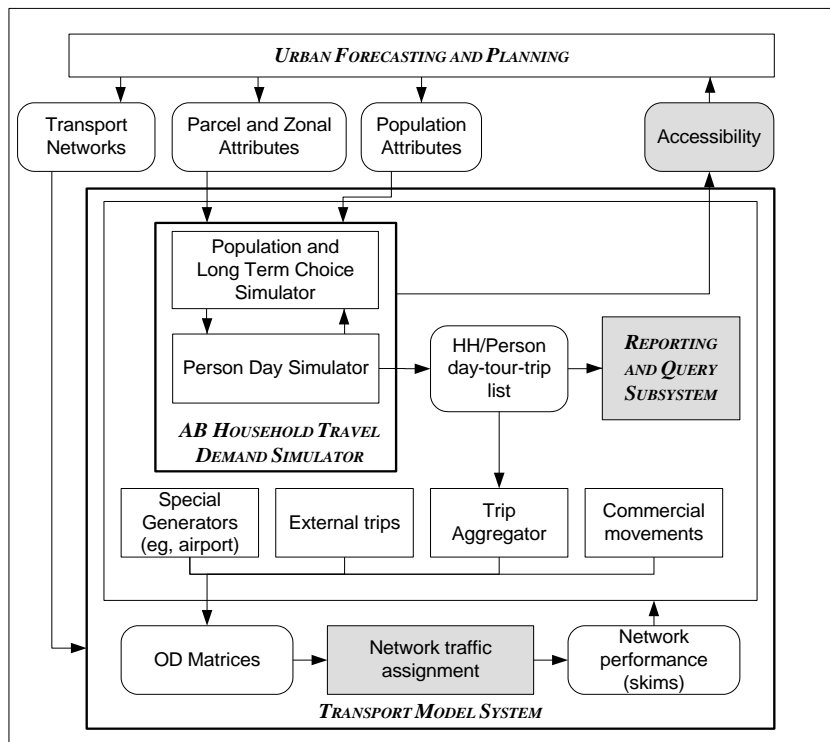 URBAN FORECASTING AND PLANNING
Transport
Networks
Parcel and Zonal
Attributes
Population
Attributes
Accessibility
Population and
Long Term Choice
Simulator
Person Day Simulator
AB HOUSEHOLD TRAVEL
DEMAND SIMULATOR
HH/Person
day-tour-trip
list
REPORTING
AND QUERY
SUBSYSTEM
Special
Generators
(eg, airport)
External trips
Trip
Aggregator
Commercial
movements
OD Matrices
Network traffic
assignment
Network
performance
(skims)
TRANSPORT MODEL SYSTEM